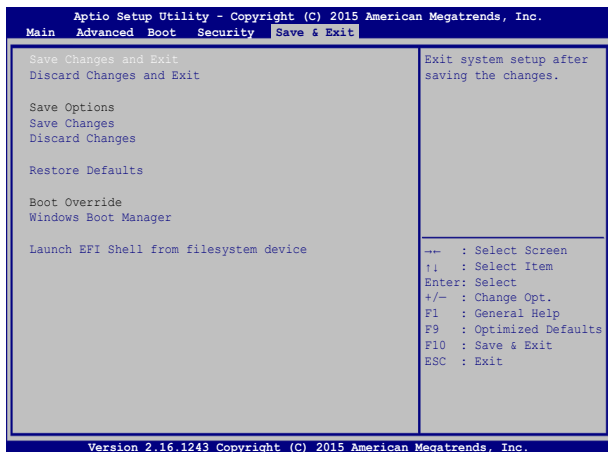 Aptio Setup Utility - Copyright (C) 2015 American Megatrends, Inc.
Main Advanced Boot Security Save & Exit
Save Changes and Exit
Discard Changes and Exit
Save Options
Save Changes
Discard Changes
Restore Defaults
Boot Override
Windows Boot Manager
Launch EFI Shell from filesystem device
Exit system setup after
saving the changes.
→← : Select Screen
↑↓ : Select Item
Enter: Select
+/— : Change Opt.
F1 : General Help
F9 : Optimized Defaults
F10 : Save & Exit
ESC : Exit
Version 2.16.1243 Copyright (C) 2015 American Megatrends, Inc.